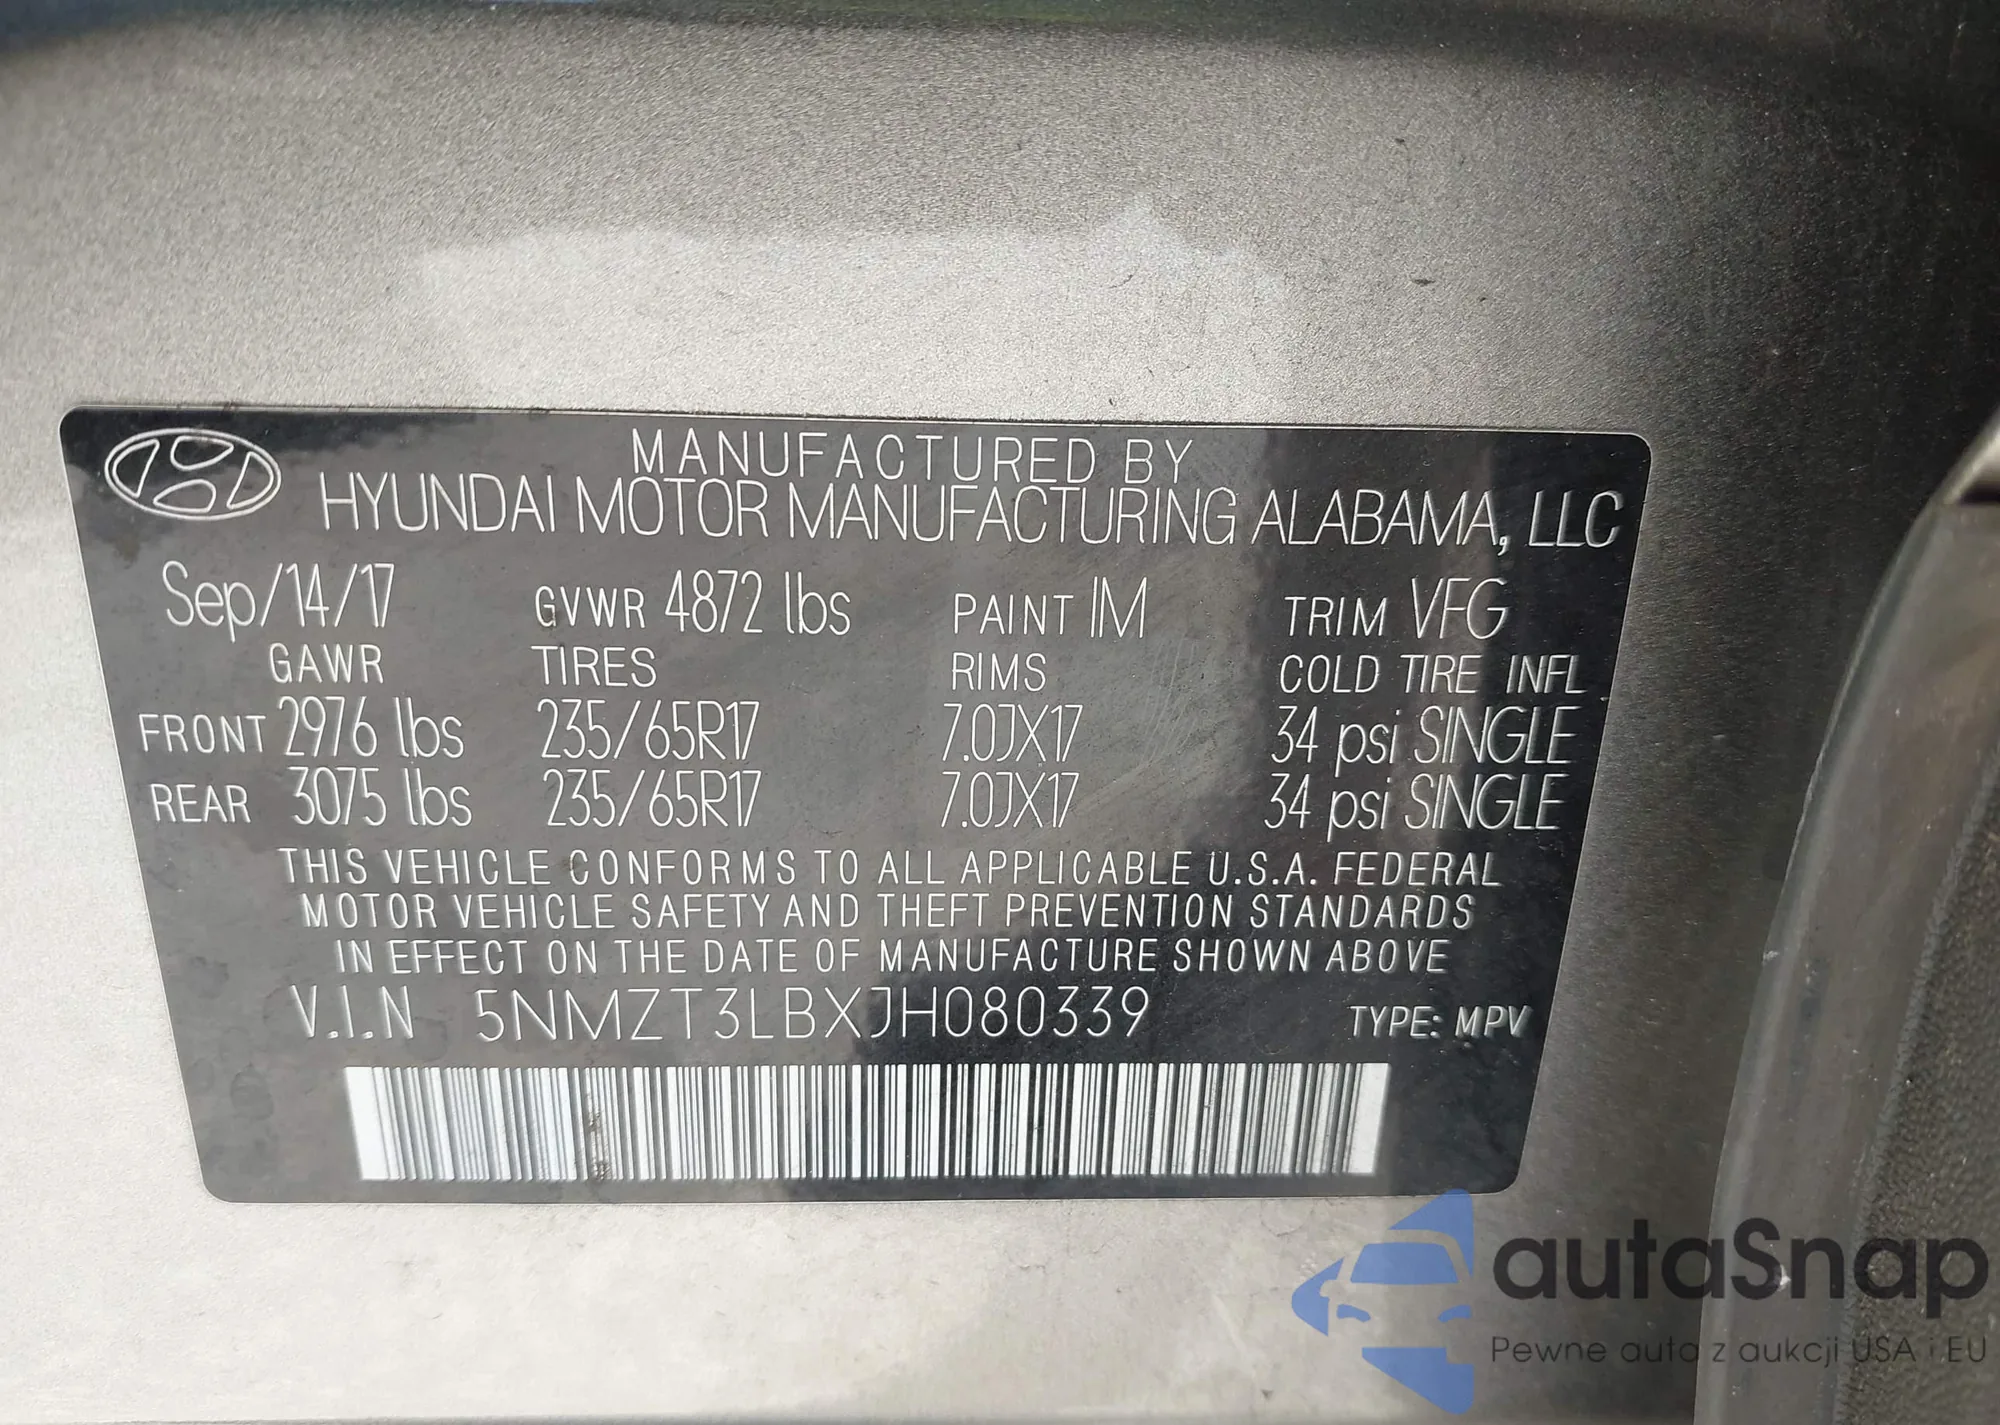 MANUFACTURED BY
HYUNDAI MOTOR MANUFACTURING ALABAMA, LLC
Sep/14/17 GVWR 4872 lbs PAINT IM TRIM VFG
GAWR TIRES RIMS COLD TIRE INFL
FRONT 2976 lbs 235/65R17 7.0JX17 34 psi SINGLE
REAR 3075 lbs 235/65R17 7.0JX17 34 psi SINGLE
THIS VEHICLE CONFORMS TO ALL APPLICABLE U.S.A. FEDERAL
MOTOR VEHICLE SAFETY AND THEFT PREVENTION STANDARDS
IN EFFECT ON THE DATE OF MANUFACTURE SHOWN ABOVE
V.I.N 5NMZT3LBXJH080339 TYPE: MPV
autaSnap
Pewne auto z aukcji USA i EU